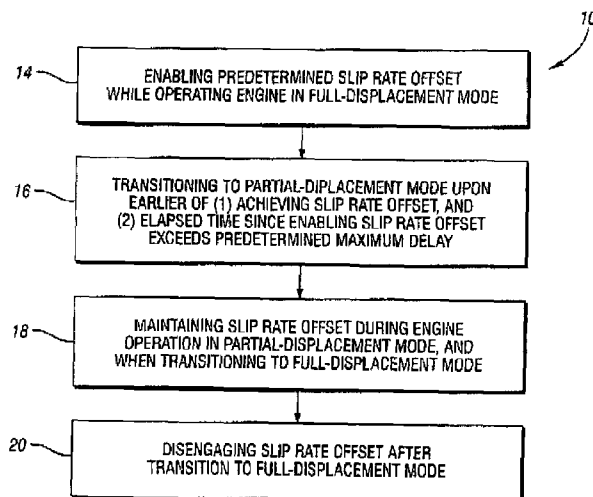 10
14
ENABLING PREDETERMINED SLIP RATE OFFSET
WHILE OPERATING ENGINE IN FULL-DISPLACEMENT MODE
16
TRANSITIONING TO PARTIAL-DIPLACEMENT MODE UPON
EARLIER OF (1) ACHIEVING SLIP RATE OFFSET, AND
(2) ELAPSED TIME SINCE ENABLING SLIP RATE OFFSET
EXCEEDS PREDETERMINED MAXIMUM DELAY
18
MAINTAINING SLIP RATE OFFSET DURING ENGINE
OPERATION IN PARTIAL-DISPLACEMENT MODE, AND
WHEN TRANSITIONING TO FULL-DISPLACEMENT MODE
20
DISENGAGING SLIP RATE OFFSET AFTER
TRANSITION TO FULL-DISPLACEMENT MODE